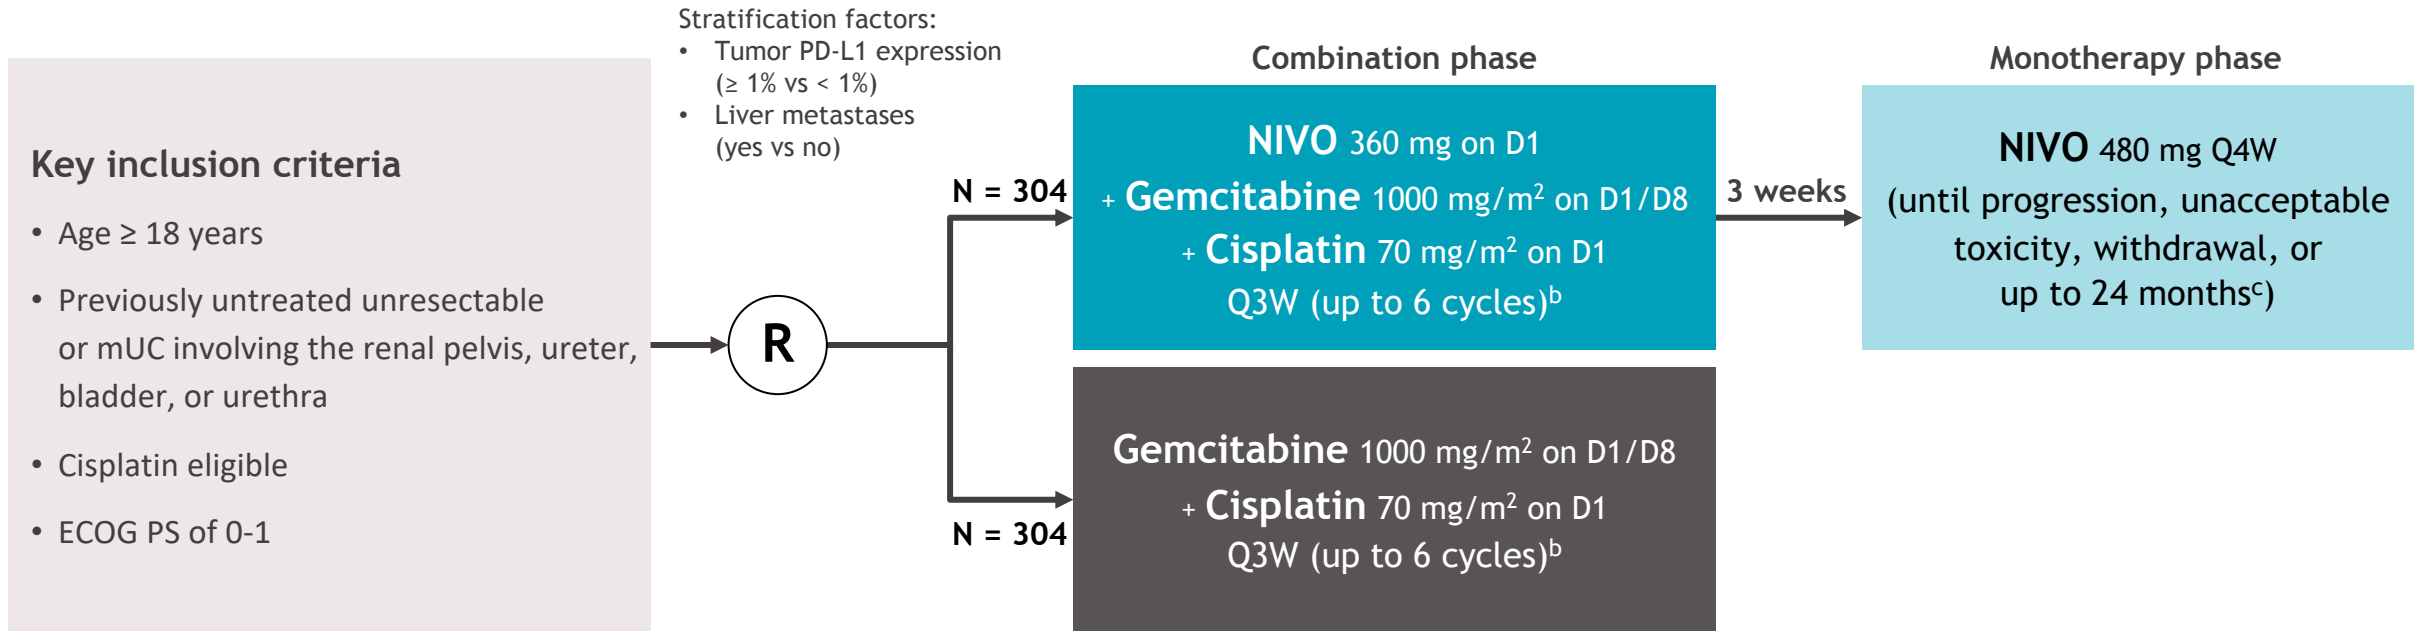 Stratification factors:
• Tumor PD-L1 expression
(≥ 1% vs < 1%)
• Liver metastases
(yes vs no)
Key inclusion criteria
• Age ≥ 18 years
• Previously untreated unresectable
or mUC involving the renal pelvis, ureter,
bladder, or urethra
• Cisplatin eligible
• ECOG PS of 0-1
R
N = 304
N = 304
Combination phase
NIVO 360 mg on D1
+ Gemcitabine 1000 mg/m² on D1/D8
+ Cisplatin 70 mg/m² on D1
Q3W (up to 6 cycles)ᵇ
Gemcitabine 1000 mg/m² on D1/D8
+ Cisplatin 70 mg/m² on D1
Q3W (up to 6 cycles)ᵇ
3 weeks
Monotherapy phase
NIVO 480 mg Q4W
(until progression, unacceptable
toxicity, withdrawal, or
up to 24 monthsᶜ)